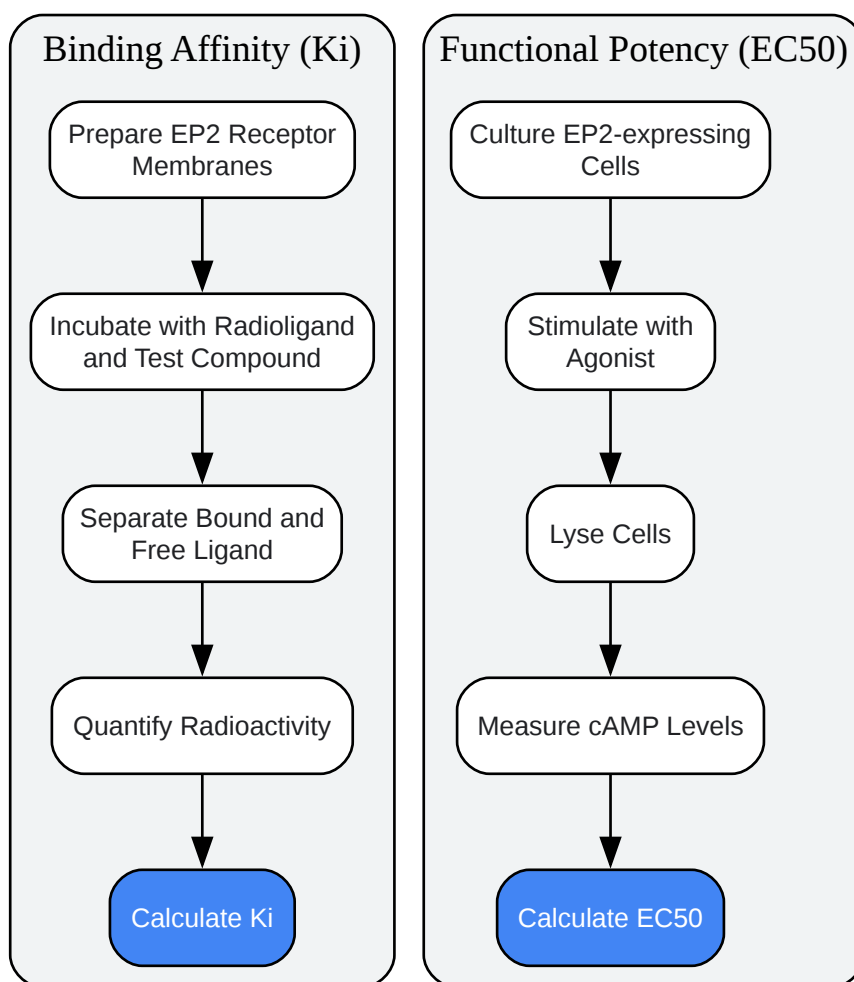 Binding Affinity (Ki)
Prepare EP2 Receptor
Membranes
Incubate with Radioligand
and Test Compound
Separate Bound and
Free Ligand
Quantify Radioactivity
Calculate Ki
Functional Potency (EC50)
Culture EP2-expressing
Cells
Stimulate with
Agonist
Lyse Cells
Measure cAMP Levels
Calculate EC50